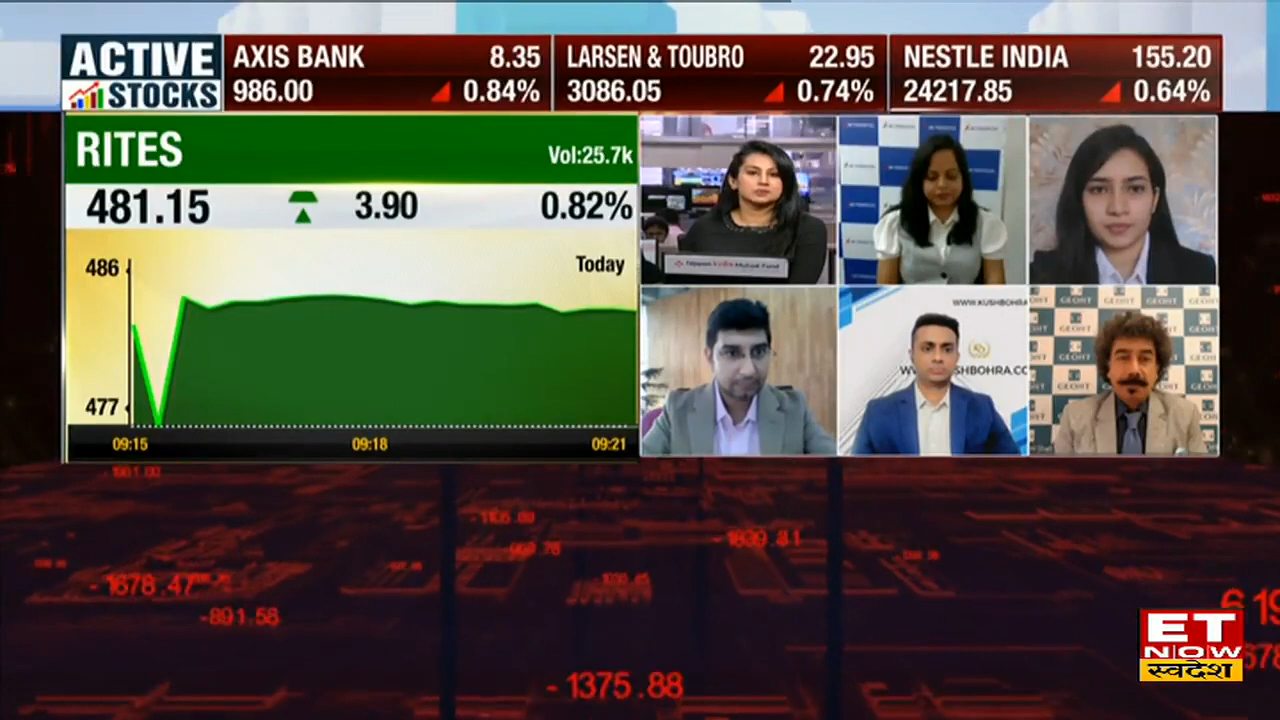 ACTIVE STOCKS
AXIS BANK 8.35
986.00 0.84%
LARSEN & TOUBRO 22.95
3086.05 0.74%
NESTLE INDIA 155.20
24217.85 0.64%
RITES
Vol:25.7k
481.15 3.90 0.82%
Today
486
477
09:15 09:18 09:21
WWW.KUSHBOHRA
GEOJIT
-1678.47
-891.58
-1375.88
ET
NOW
स्वदेश